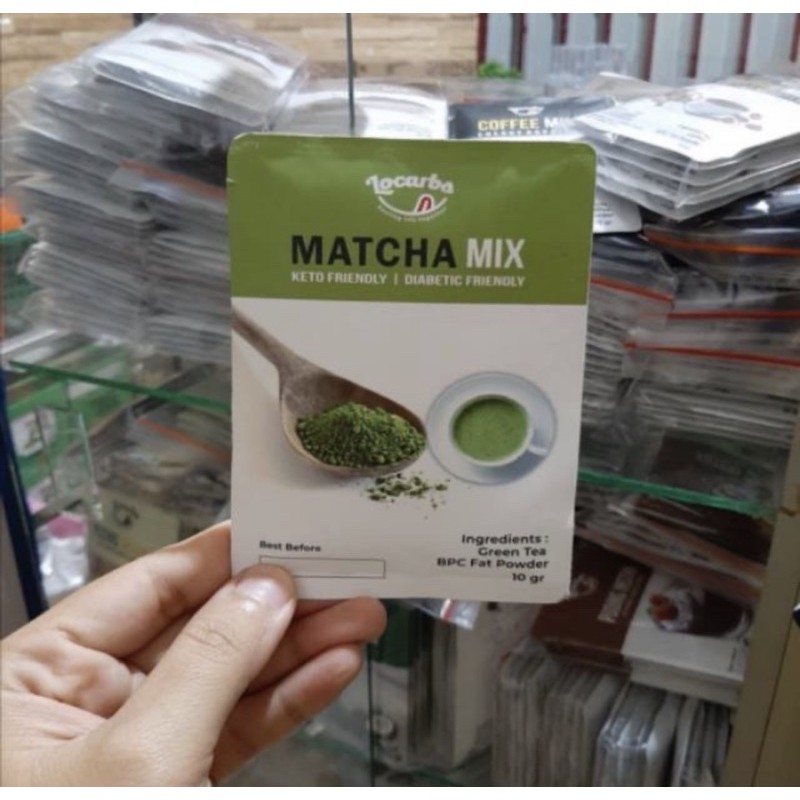 COFFEE MI
Locarbo
MATCHA MIX
KETO FRIENDLY | DIABETIC FRIENDLY
Best Before
Ingredients :
Green Tea
BPC Fat Powder
10 gr